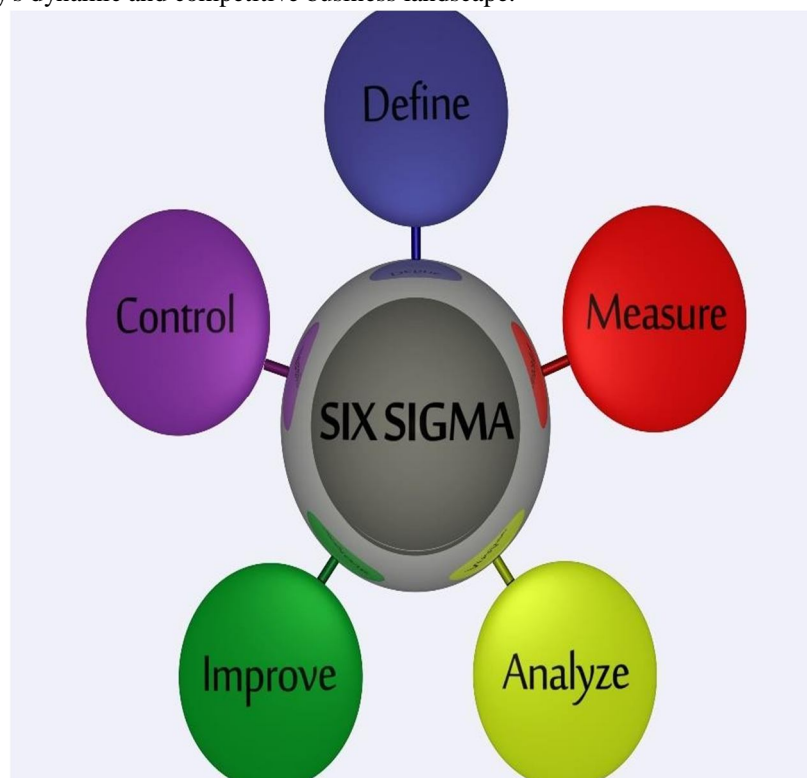 's dynamic and competitive business landscape.
Define
Measure
Control
SIX SIGMA
Improve
Analyze